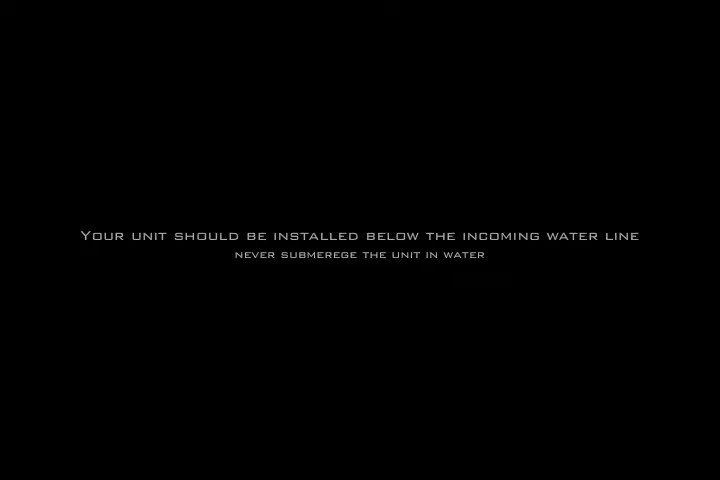 Your unit should be installed below the incoming water line
never submerege the unit in water